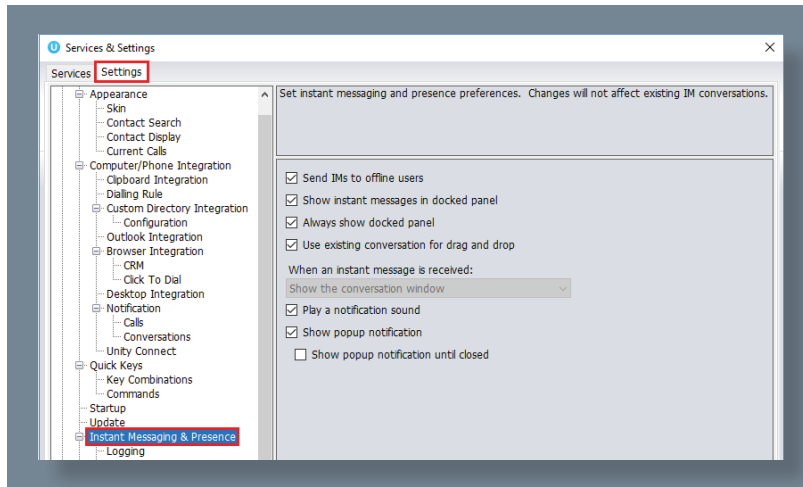 Services & Settings
Services Settings
Appearance
Skin
Contact Search
Contact Display
Current Calls
Computer/Phone Integration
Clipboard Integration
Dialling Rule
Custom Directory Integration
Configuration
Outlook Integration
Browser Integration
CRM
Click To Dial
Desktop Integration
Notification
Calls
Conversations
Unity Connect
Quick Keys
Key Combinations
Commands
Startup
Update
Instant Messaging & Presence
Logging
Set instant messaging and presence preferences. Changes will not affect existing IM conversations.
Send IMs to offline users
Show instant messages in docked panel
Always show docked panel
Use existing conversation for drag and drop
When an instant message is received:
Show the conversation window
Play a notification sound
Show popup notification
Show popup notification until closed